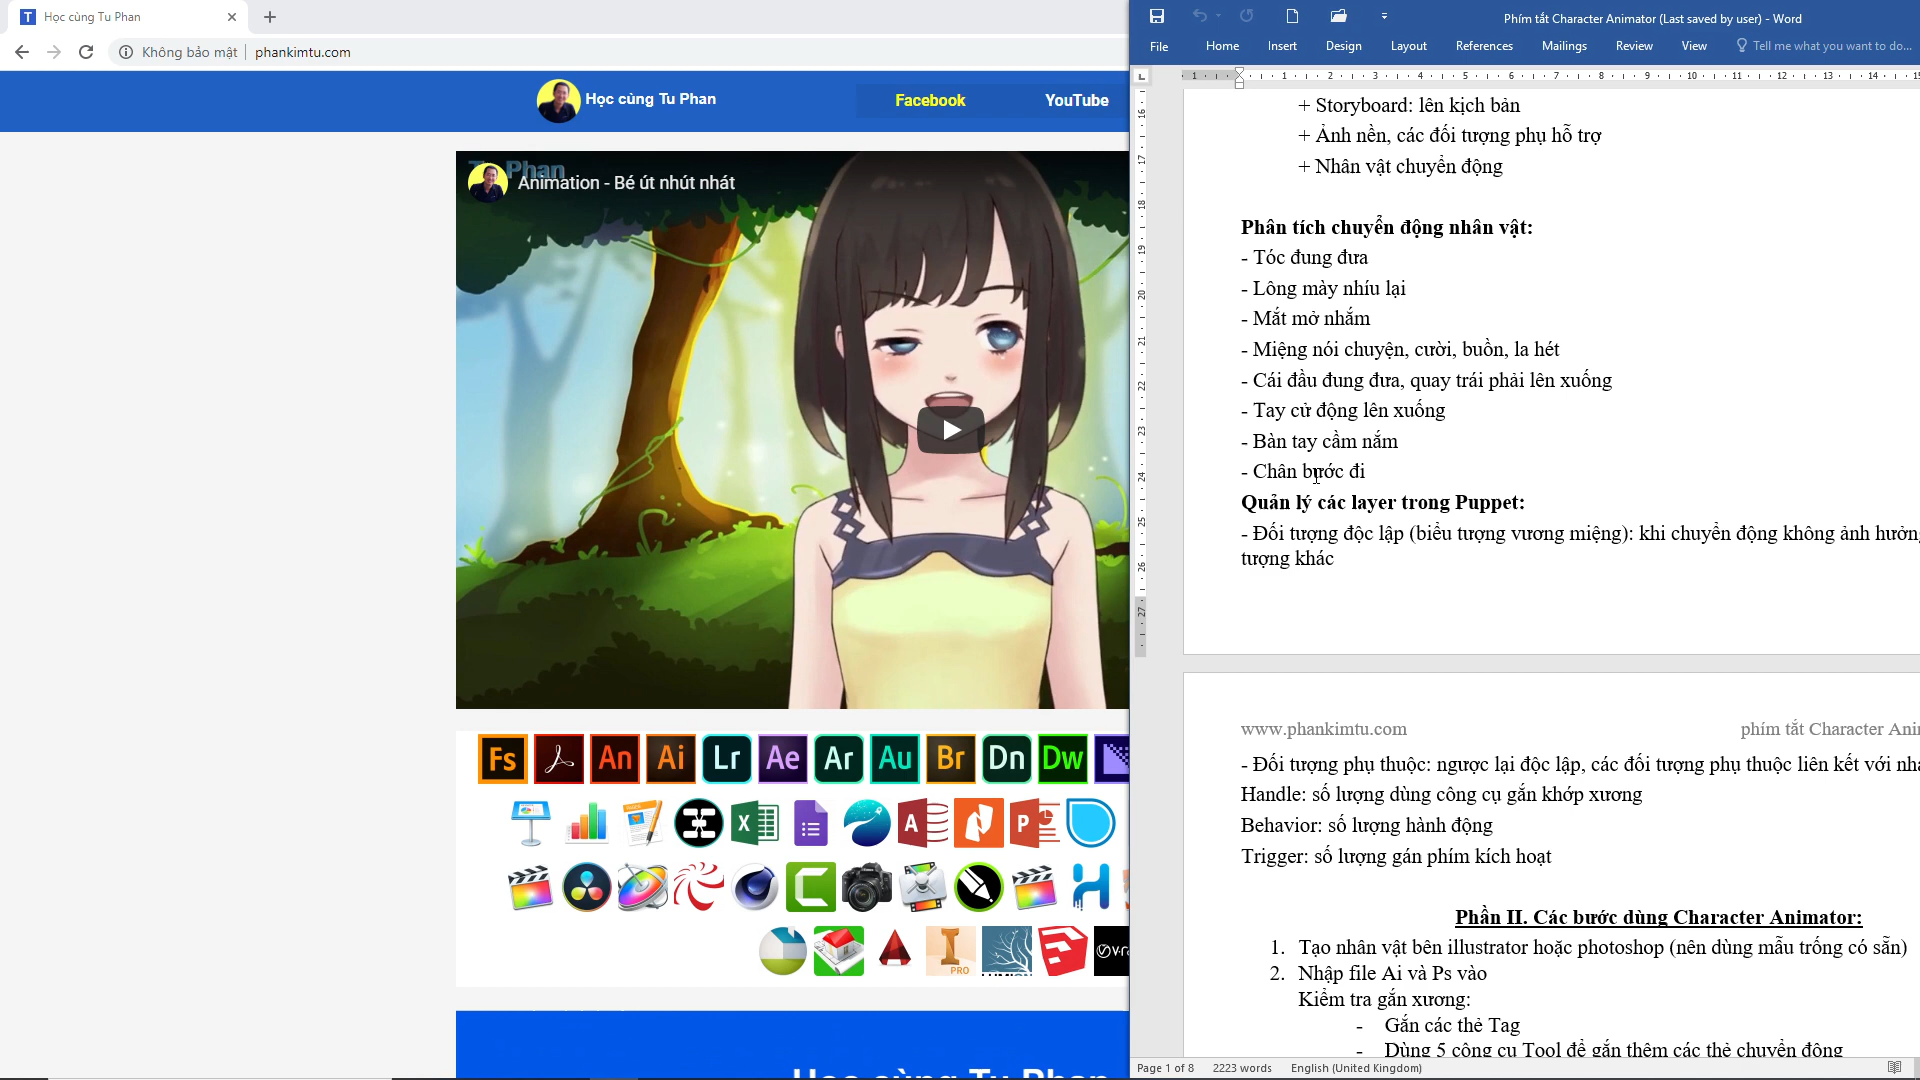 Học cùng Tu Phan
Không bảo mật
phankimtu.com
Học cùng Tu Phan
Facebook
YouTube
Tu Phan
Animation - Bé út nhút nhát
Fs
An
Ai
Lr
Ae
Ar
Au
Br
Dn
Dw
X
A
P
C
I
PRO
LUMION
Học cùng Tu Phan
Phím tắt Character Animator (Last saved by user) - Word
File
Home
Insert
Design
Layout
References
Mailings
Review
View
Tell me what you want to do...
+ Storyboard: lên kịch bản
+ Ảnh nền, các đối tượng phụ hỗ trợ
+ Nhân vật chuyển động
Phân tích chuyển động nhân vật:
- Tóc đung đưa
- Lông mày nhíu lại
- Mắt mở nhắm
- Miệng nói chuyện, cười, buồn, la hét
- Cái đầu đung đưa, quay trái phải lên xuống
- Tay cử động lên xuống
- Bàn tay cầm nắm
- Chân bước đi
Quản lý các layer trong Puppet:
- Đối tượng độc lập (biểu tượng vương miệng): khi chuyển động không ảnh hưởng
tượng khác
www.phankimtu.com
phím tắt Character Ani
- Đối tượng phụ thuộc: ngược lại độc lập, các đối tượng phụ thuộc liên kết với nha
Handle: số lượng dùng công cụ gắn khớp xương
Behavior: số lượng hành động
Trigger: số lượng gán phím kích hoạt
Phần II. Các bước dùng Character Animator:
1. Tạo nhân vật bên illustrator hoặc photoshop (nên dùng mẫu trống có sẵn)
2. Nhập file Ai và Ps vào
Kiểm tra gắn xương:
- Gắn các thẻ Tag
- Dùng 5 công cụ Tool để gắn thêm các thẻ chuyển động
Page 1 of 8
2223 words
English (United Kingdom)